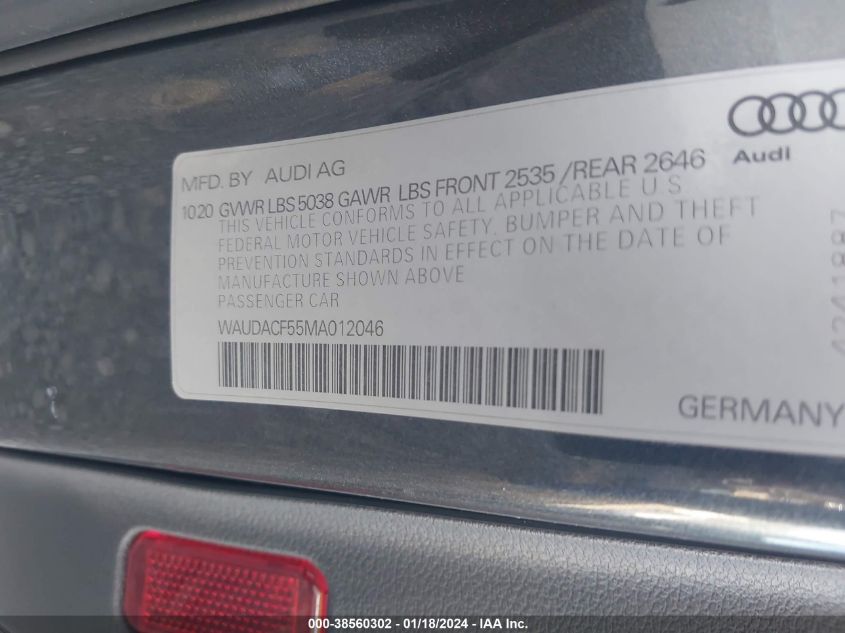 Audi
MFD. BY AUDI AG
1020 GVWR LBS 5038 GAWR LBS FRONT 2535 /REAR 2646
THIS VEHICLE CONFORMS TO ALL APPLICABLE U.S
FEDERAL MOTOR VEHICLE SAFETY, BUMPER AND THEFT
PREVENTION STANDARDS IN EFFECT ON THE DATE OF
MANUFACTURE SHOWN ABOVE
PASSENGER CAR
WAUDACF55MA012046
GERMANY
000-38560302 - 01/18/2024 - IAA Inc.